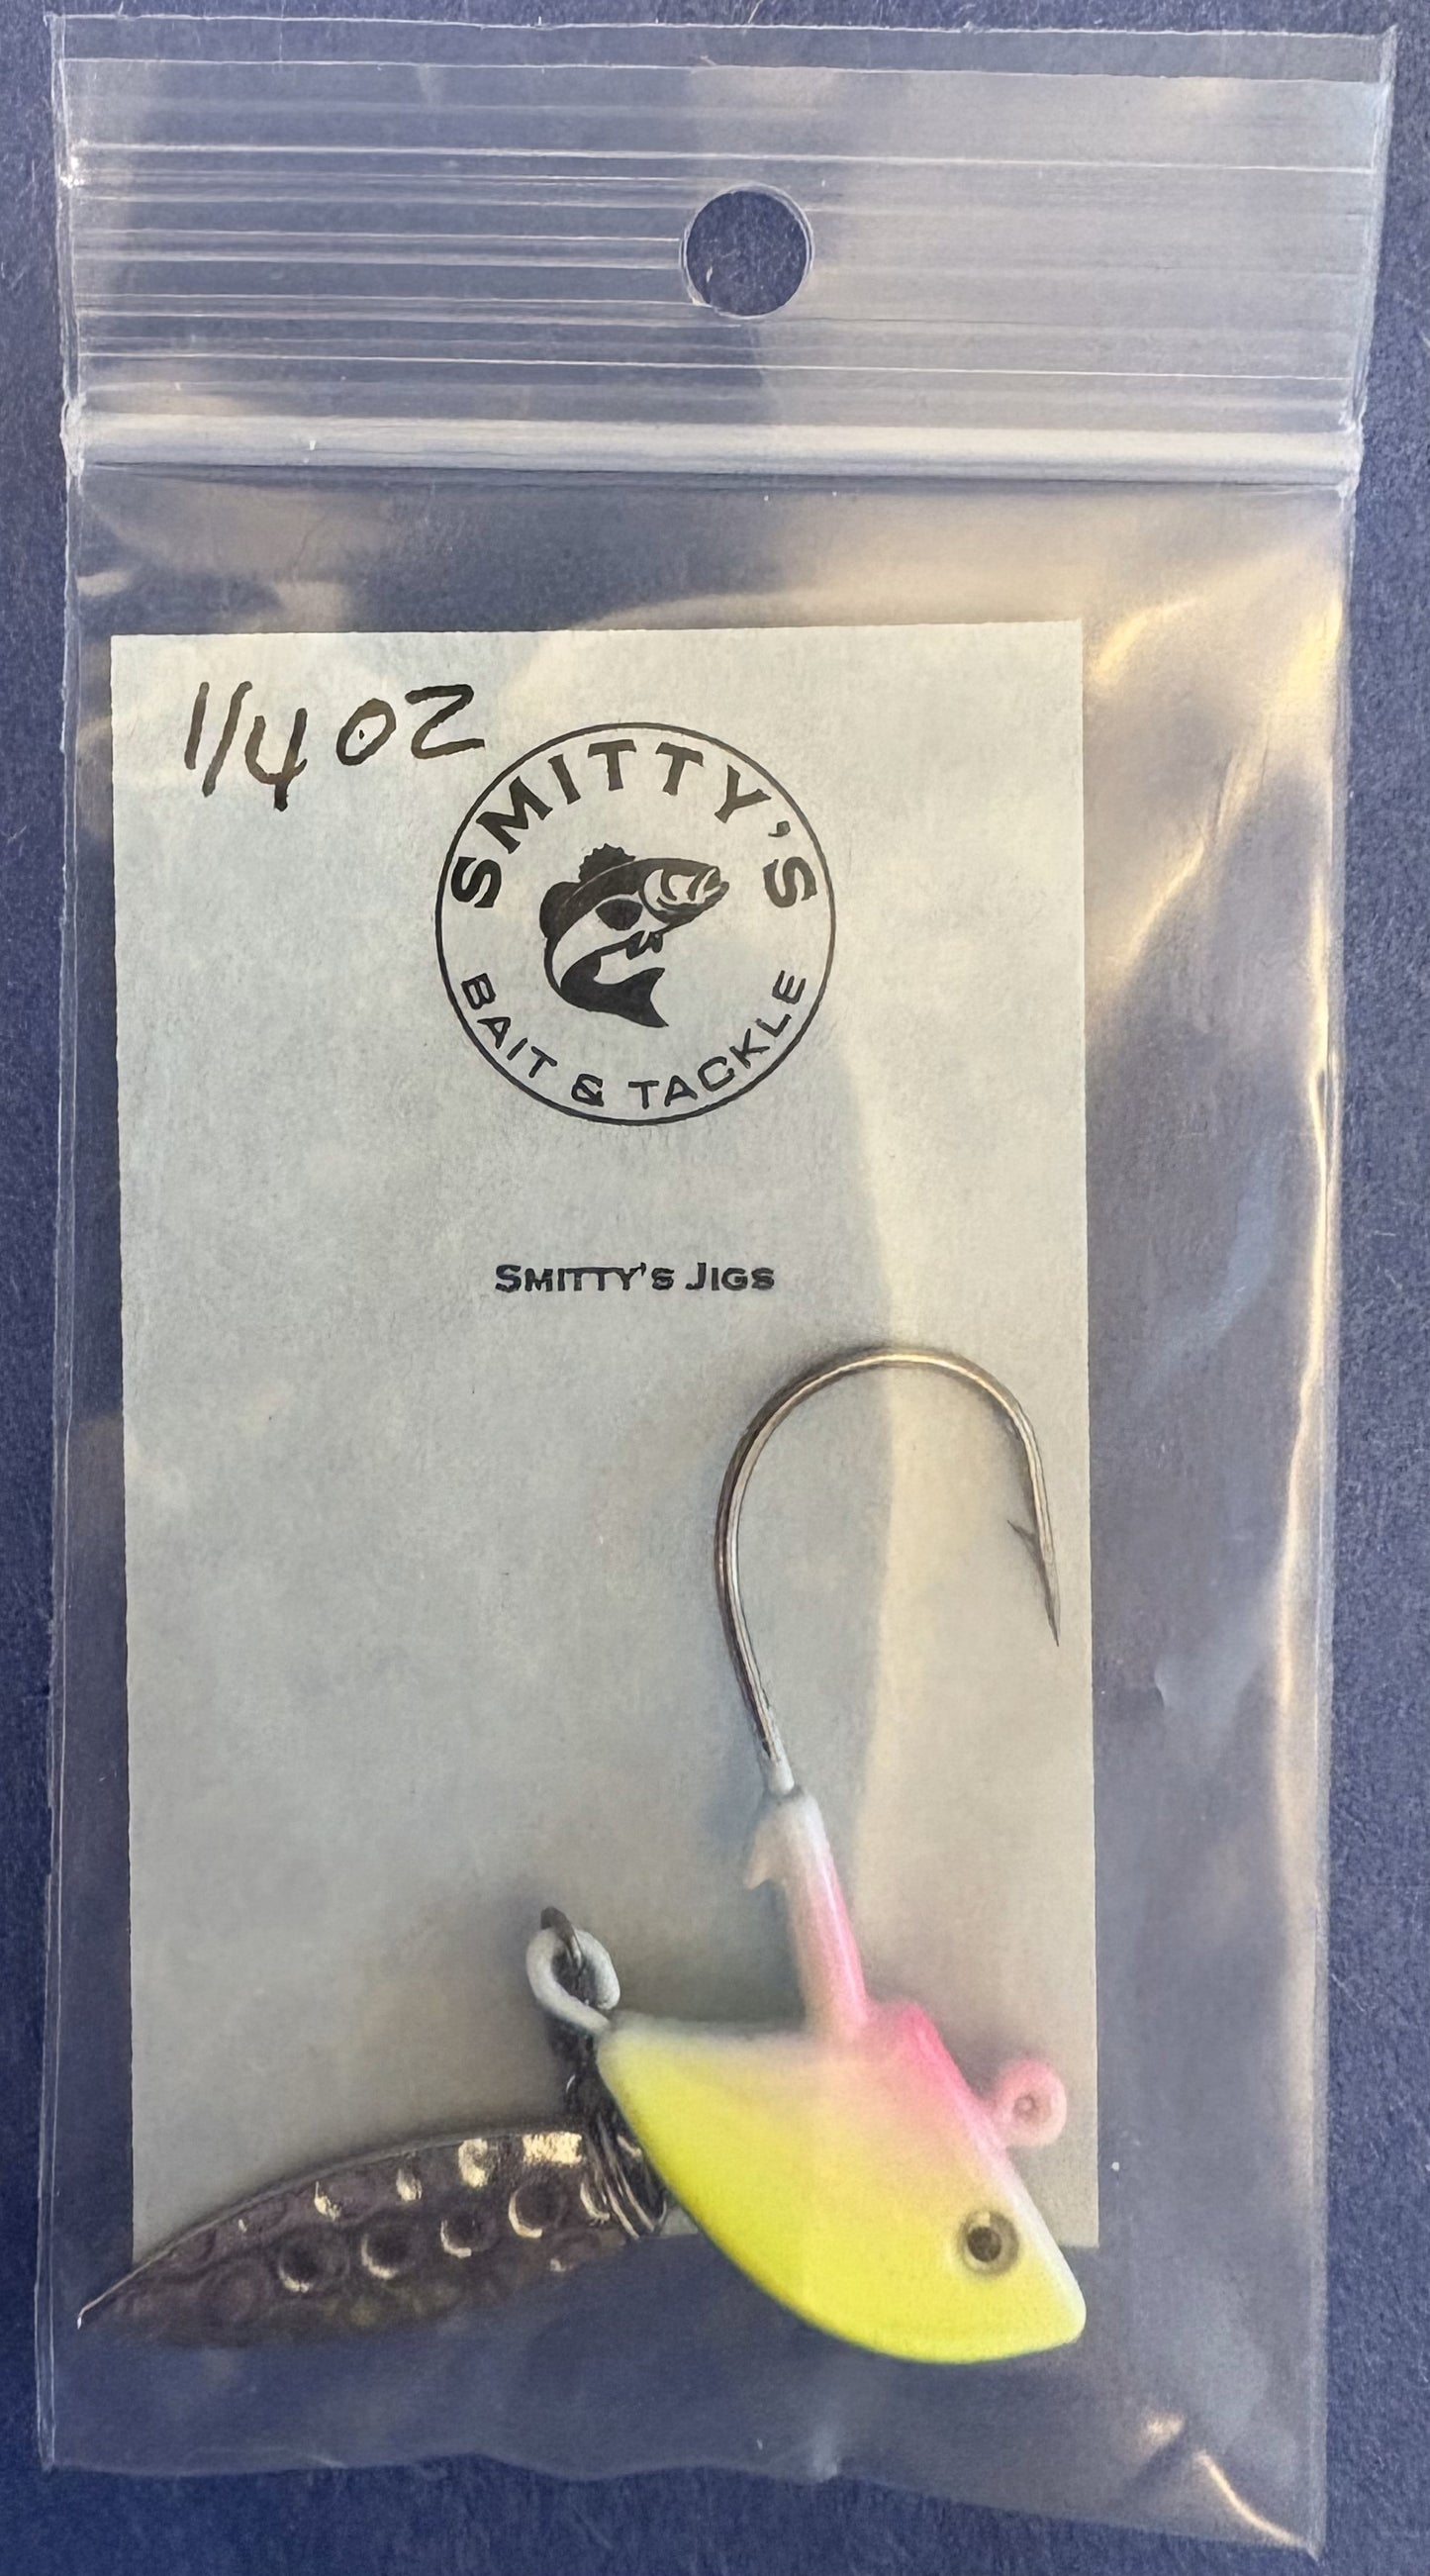 1/4 OZ
SMITTY'S
BAIT & TACKLE
SMITTY'S JIGS